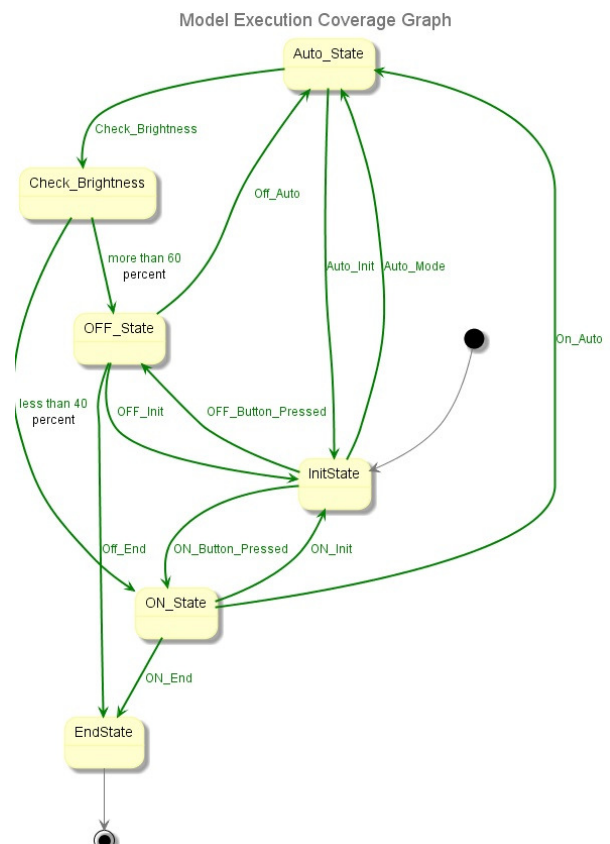 Model Execution Coverage Graph
Auto_State
Check_Brightness
Check_Brightness
Off_Auto
more than 60
percent
Auto_Init
Auto_Mode
OFF_State
On_Auto
less than 40
percent
OFF_Init
OFF_Button_Pressed
InitState
Off_End
ON_Button_Pressed
ON_Init
ON_State
ON_End
EndState